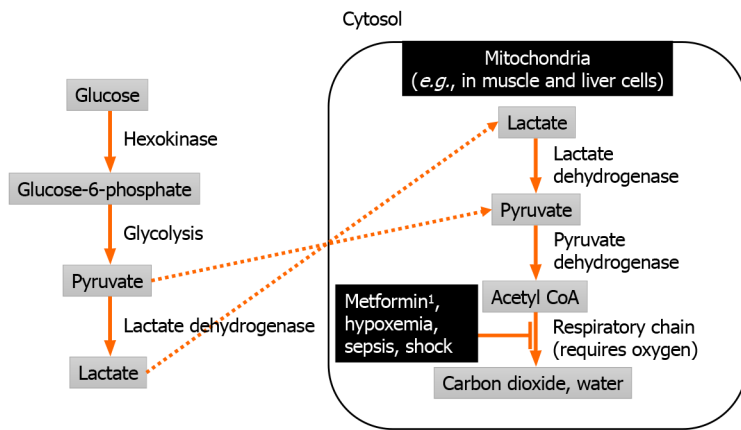 Cytosol
Glucose
Hexokinase
Glucose-6-phosphate
Glycolysis
Pyruvate
Lactate dehydrogenase
Lactate
Mitochondria
(e.g., in muscle and liver cells)
Lactate
Lactate
dehydrogenase
Pyruvate
Pyruvate
dehydrogenase
Acetyl CoA
Metformin¹,
hypoxemia,
sepsis, shock
Respiratory chain
(requires oxygen)
Carbon dioxide, water